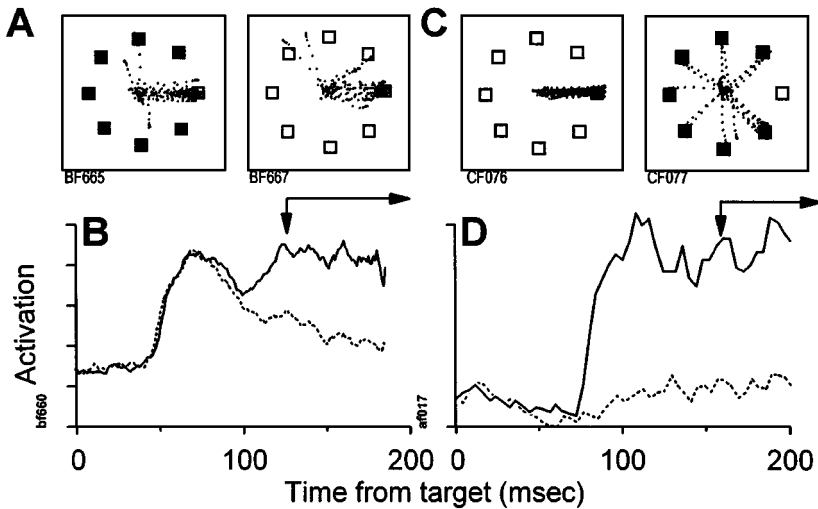 A
C
BF665
BF667
CF076
CF077
B
D
Activation
bf660
af017
0
100
200
0
100
200
Time from target (msec)